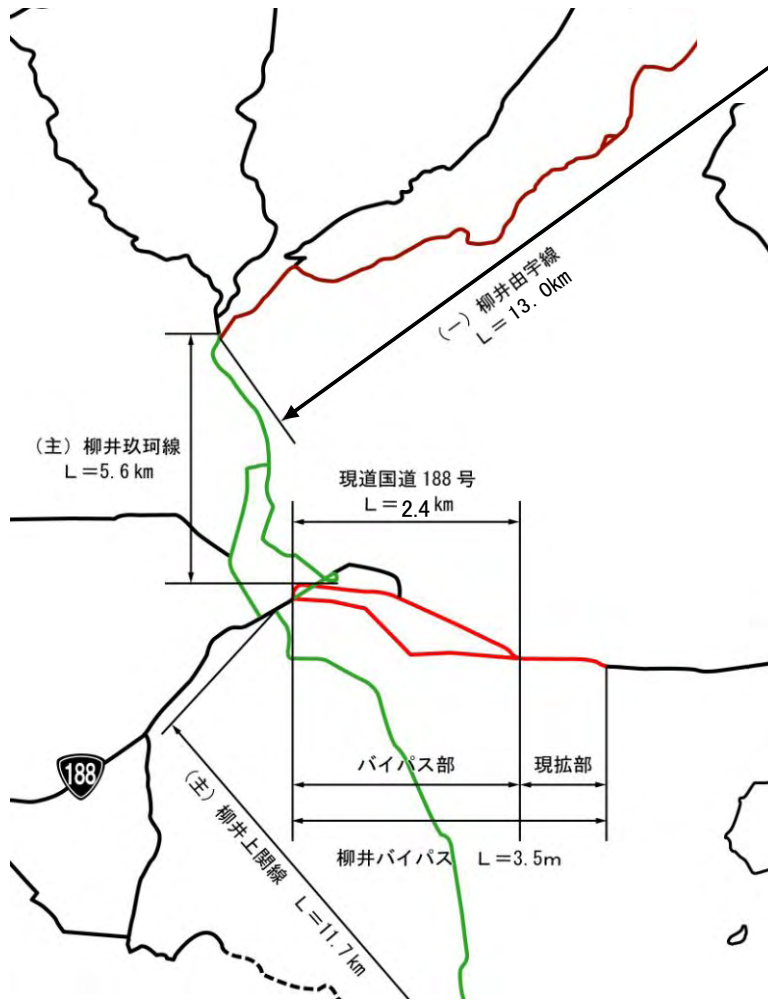 （一）柳井由宇線
L＝13.0km
（主）柳井玖珂線
L＝5.6km
現道国道188号
L＝2.4km
188
バイパス部
現拡部
（主）柳井上関線 L＝11.7km
柳井バイパス L＝3.5m